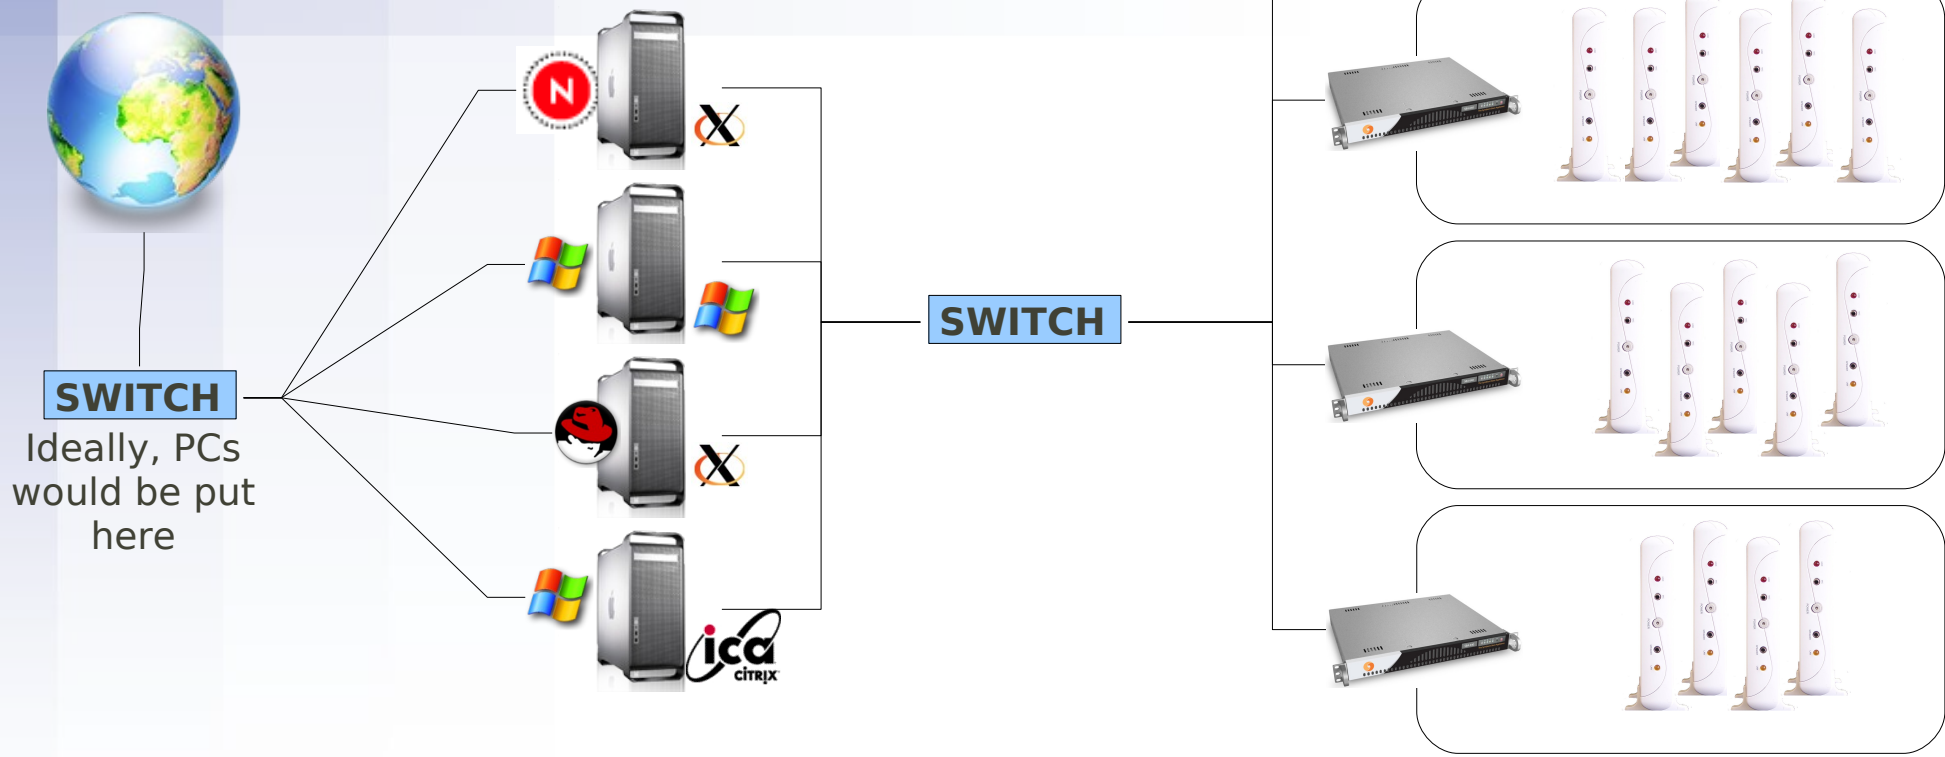 N
X
SWITCH
SWITCH
Ideally, PCs
would be put
here
X
ica
CITRIX